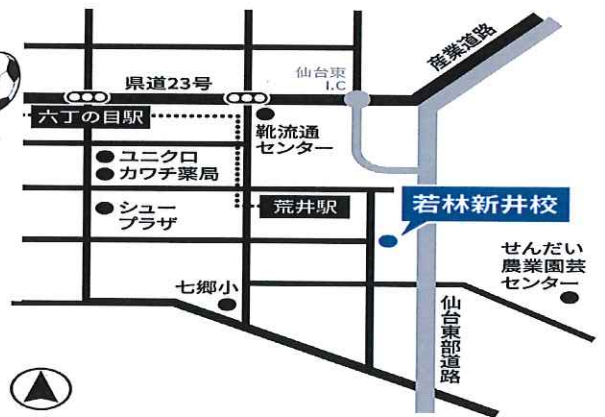 産業道路
仙台東
I.C
県道23号
六丁の目駅
靴流通
センター
ユニクロ
カワチ薬局
シュー
プラザ
荒井駅
若林新井校
せんだい
農業園芸
センター
七郷小
仙台東部道路